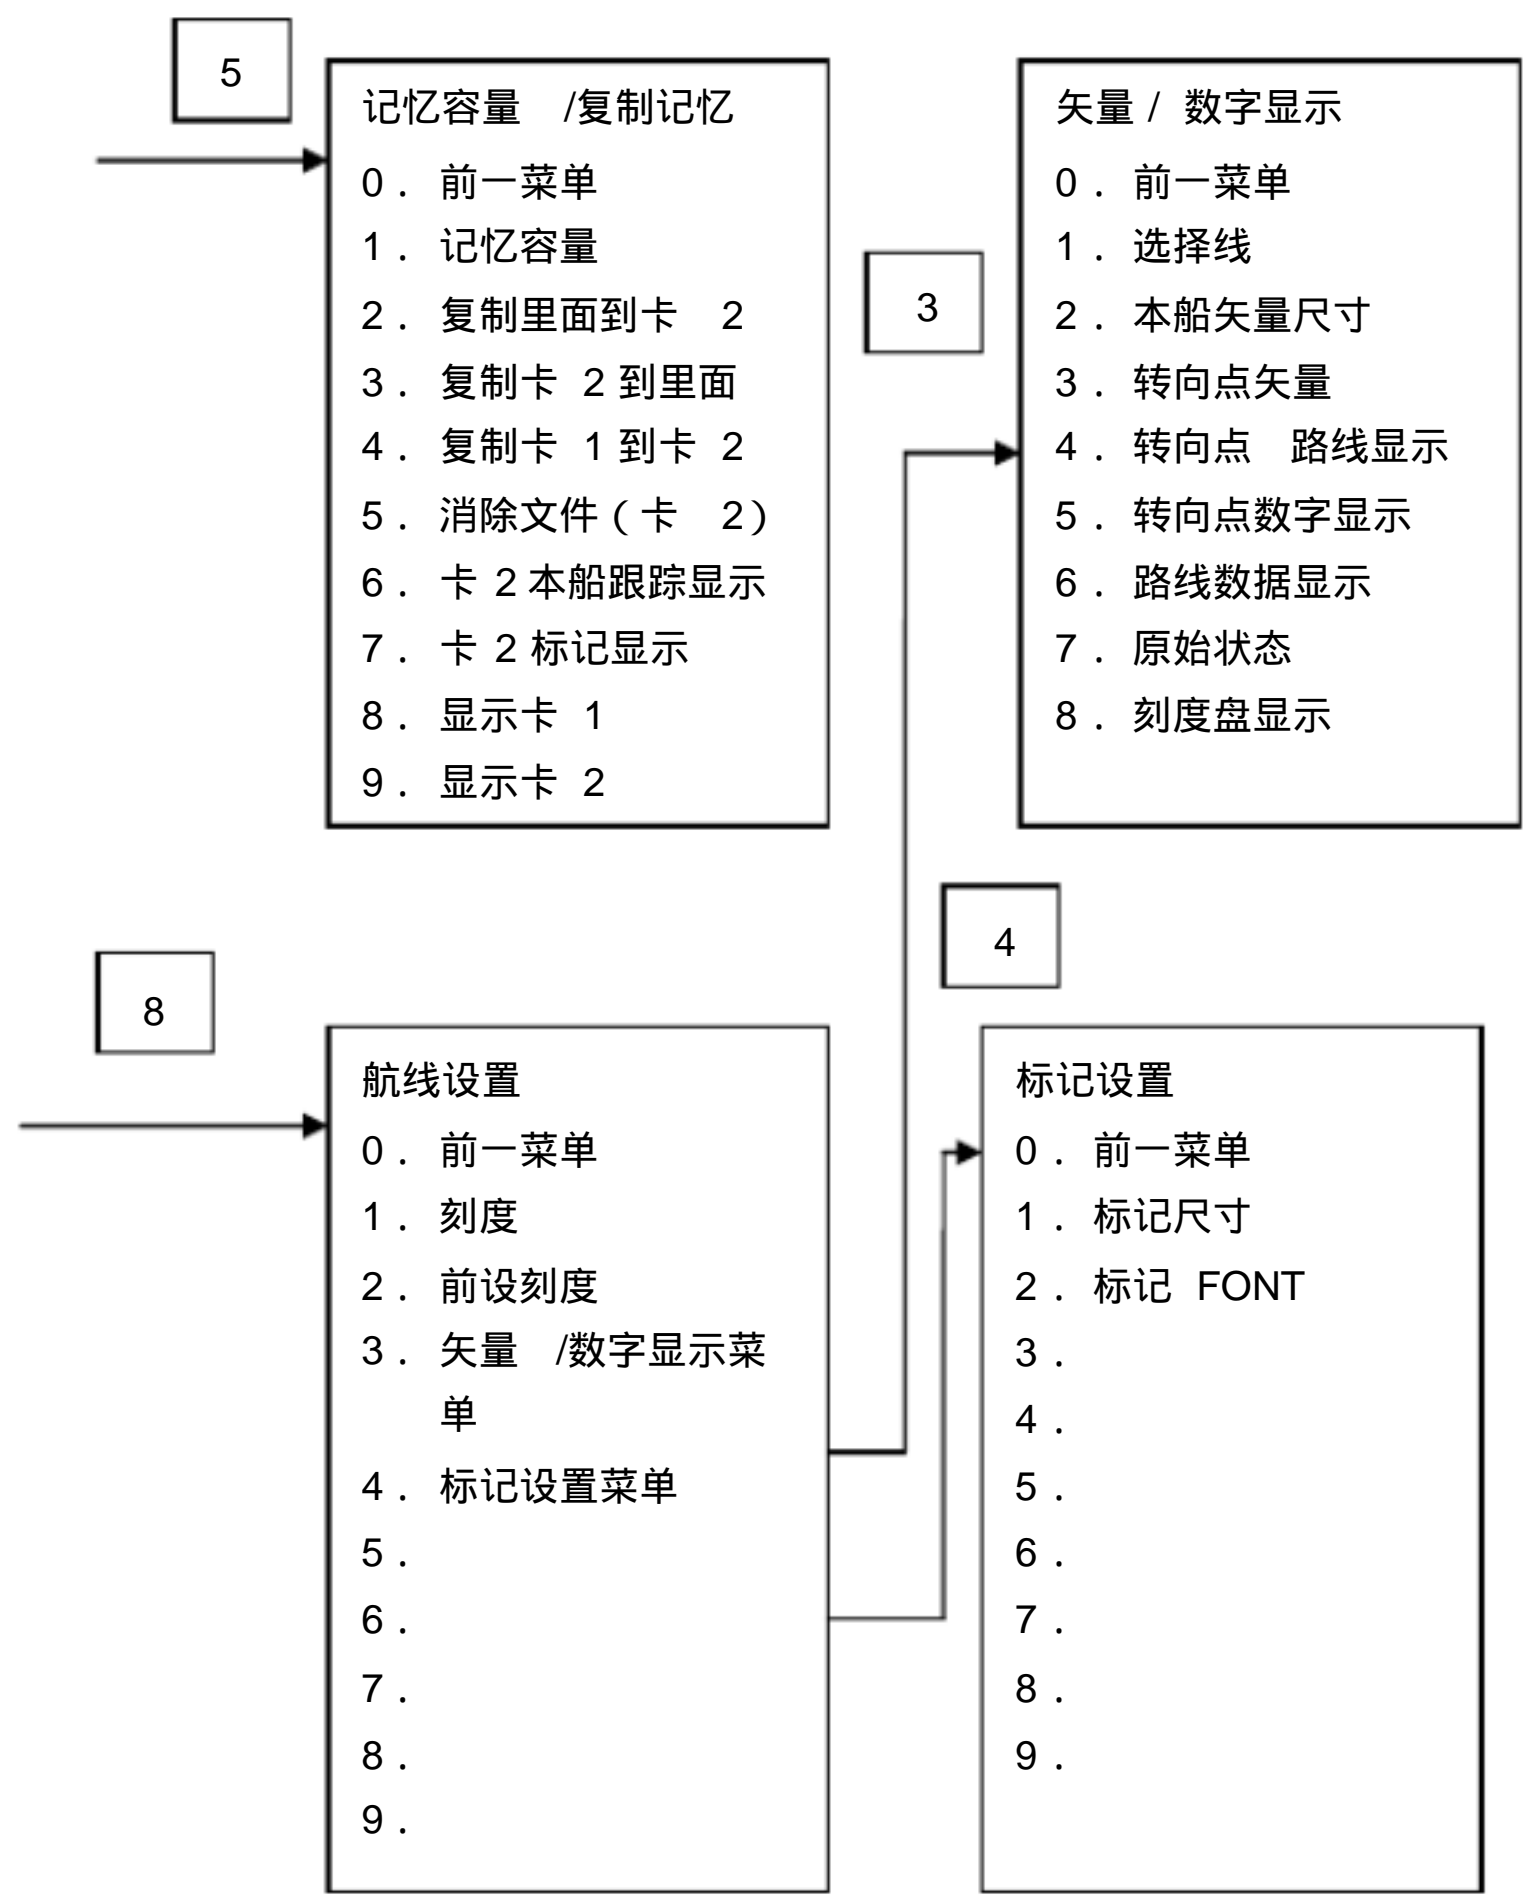 5
记忆容量 /复制记忆
0. 前一菜单
1. 记忆容量
2. 复制里面到卡 2
3. 复制卡 2 到里面
4. 复制卡 1 到卡 2
5. 消除文件(卡 2)
6. 卡 2 本船跟踪显示
7. 卡 2 标记显示
8. 显示卡 1
9. 显示卡 2
3
矢量 / 数字显示
0. 前一菜单
1. 选择线
2. 本船矢量尺寸
3. 转向点矢量
4. 转向点 路线显示
5. 转向点数字显示
6. 路线数据显示
7. 原始状态
8. 刻度盘显示
8
航线设置
0. 前一菜单
1. 刻度
2. 前设刻度
3. 矢量 /数字显示菜
单
4. 标记设置菜单
5.
6.
7.
8.
9.
4
标记设置
0. 前一菜单
1. 标记尺寸
2. 标记 FONT
3.
4.
5.
6.
7.
8.
9.